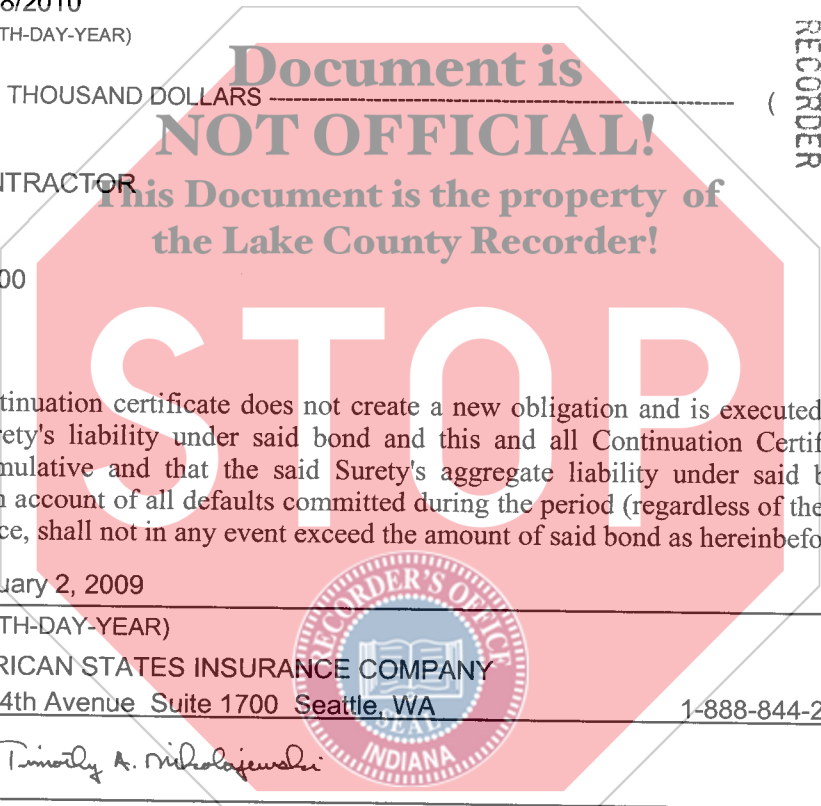 8/2010
TH-DAY-YEAR)
Document is
THOUSAND DOLLARS ---------------------------------------- (
NOT OFFICIAL!
NTRACTOR
This Document is the property of
the Lake County Recorder!
00
RECORDER
STOP
tinuation certificate does not create a new obligation and is executed
rety's liability under said bond and this and all Continuation Certif
mulative and that the said Surety's aggregate liability under said b
n account of all defaults committed during the period (regardless of the
ce, shall not in any event exceed the amount of said bond as hereinbefo
uary 2, 2009
TH-DAY-YEAR)
RICAN STATES INSURANCE COMPANY
4th Avenue Suite 1700 Seattle, WA 1-888-844-2
Timothy A. Mikolajewski
RECORDER'S OFFICE
SEAL
INDIANA